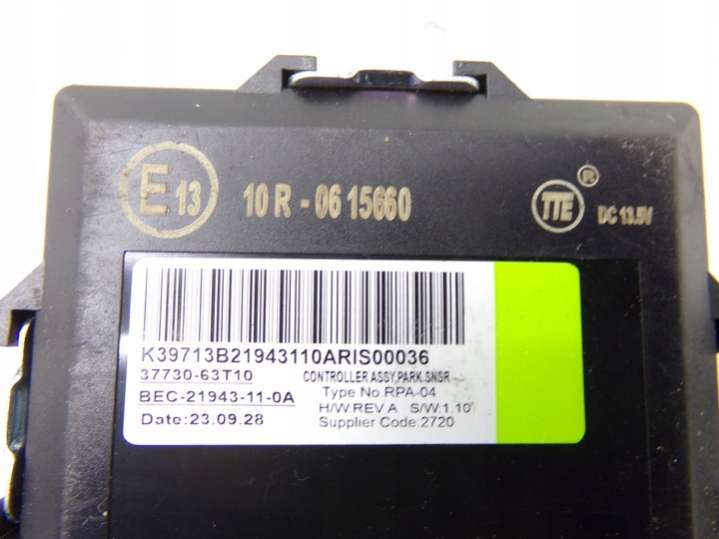 E 13 10 R - 06 15660 TTE ® DC 13.5V
K39713B21943110ARIS00036
37730-63T10 CONTROLLER ASSY,PARK SNSR
BEC-21943-11-0A Type No:RPA-04
H/W:REV A S/W:1.10
Date:23.09.28 Supplier Code:2720